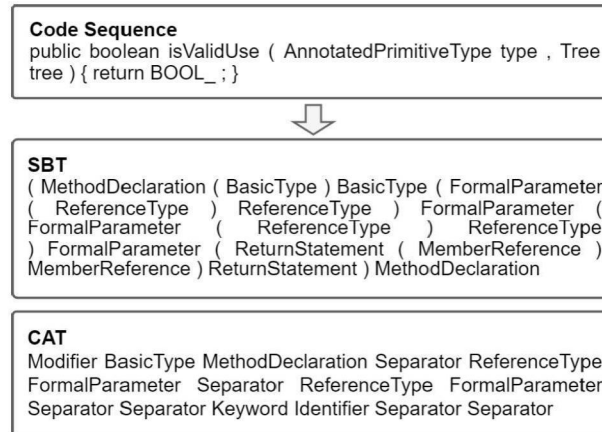 Code Sequence
public boolean isValidUse ( AnnotatedPrimitiveType type , Tree
tree ) { return BOOL_ ; }
SBT
( MethodDeclaration ( BasicType ) BasicType ( FormalParameter
( ReferenceType ) ReferenceType ) FormalParameter (
FormalParameter ( ReferenceType ) ReferenceType
) FormalParameter ( ReturnStatement ( MemberReference )
MemberReference ) ReturnStatement ) MethodDeclaration
CAT
Modifier BasicType MethodDeclaration Separator ReferenceType
FormalParameter Separator ReferenceType FormalParameter
Separator Separator Keyword Identifier Separator Separator